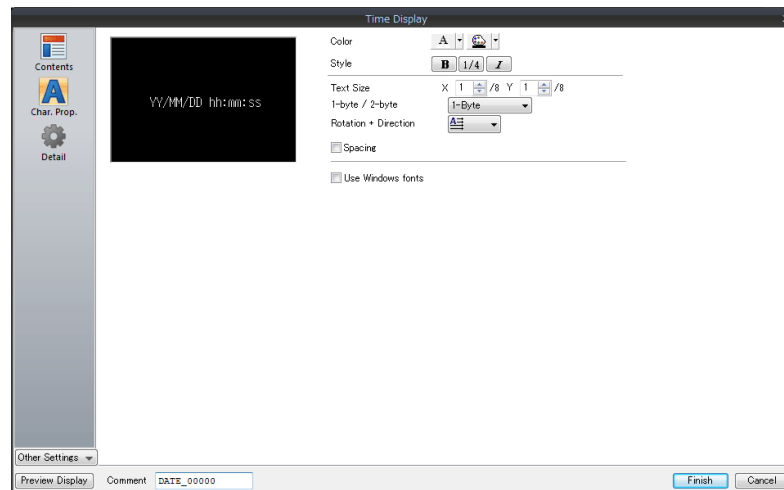 Time Display
Contents
Char. Prop.
Detail
YY/MM/DD hh:mm:ss
Color A
Style B 1/4 I
Text Size X 1 /8 Y 1 /8
1-byte / 2-byte 1-Byte
Rotation + Direction A
Spacing
Use Windows fonts
Other Settings
Preview Display Comment DATE_00000 Finish Cancel